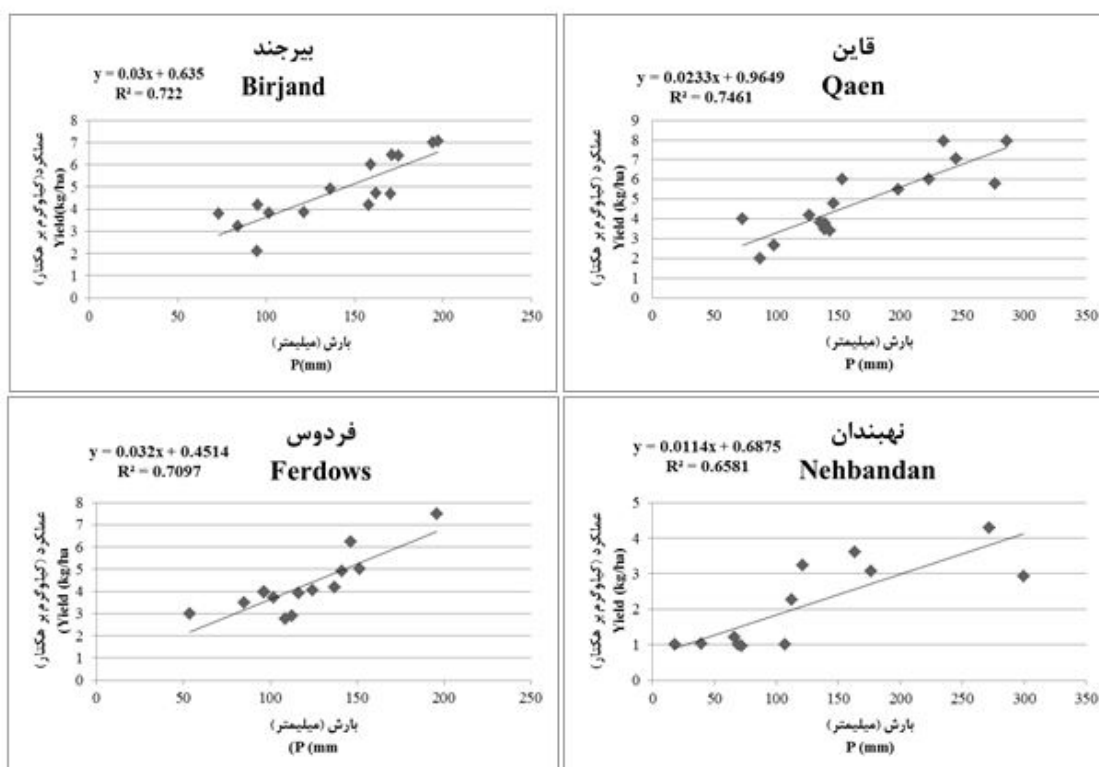 بیرجند
Birjand
y = 0.03x + 0.635
R² = 0.722
عملکرد(کیلوگرم بر هکتار)
Yield(kg/ha)
8
7
6
5
4
3
2
1
0
0 50 100 150 200 250
بارش (میلیمتر)
P(mm)
قاین
Qaen
y = 0.0233x + 0.9649
R² = 0.7461
عملکرد (کیلوگرم بر هکتار)
Yield (kg/ha)
9
8
7
6
5
4
3
2
1
0
0 50 100 150 200 250 300 350
بارش (میلیمتر)
P (mm)
فردوس
Ferdows
y = 0.032x + 0.4514
R² = 0.7097
عملکرد (کیلوگرم بر هکتار)
(Yield (kg/ha
8
7
6
5
4
3
2
1
0
0 50 100 150 200 250
بارش (میلیمتر)
(P (mm
نهبندان
Nehbandan
y = 0.0114x + 0.6875
R² = 0.6581
عملکرد (کیلوگرم بر هکتار)
Yield (kg/ha)
5
4
3
2
1
0
0 50 100 150 200 250 300 350
بارش (میلیمتر)
P (mm)